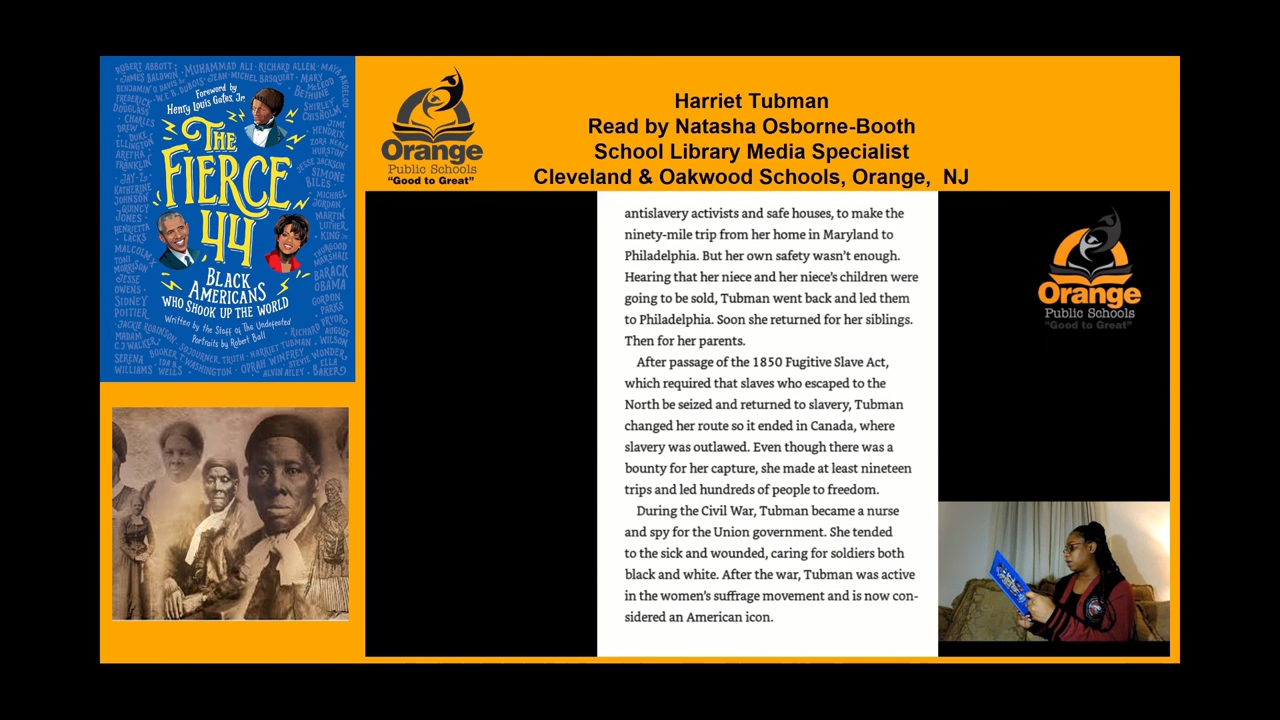 Harriet Tubman
Read by Natasha Osborne-Booth
School Library Media Specialist
Cleveland & Oakwood Schools, Orange, NJ
Orange
Public Schools
"Good to Great"
Foreword by
Henry Louis Gates, Jr.
THE
FIERCE
44
BLACK
AMERICANS
WHO SHOOK UP THE WORLD
Written by the Staff of The Undefeated
Portraits by Robert Ball
antislavery activists and safe houses, to make the
ninety-mile trip from her home in Maryland to
Philadelphia. But her own safety wasn't enough.
Hearing that her niece and her niece's children were
going to be sold, Tubman went back and led them
to Philadelphia. Soon she returned for her siblings.
Then for her parents.
After passage of the 1850 Fugitive Slave Act,
which required that slaves who escaped to the
North be seized and returned to slavery, Tubman
changed her route so it ended in Canada, where
slavery was outlawed. Even though there was a
bounty for her capture, she made at least nineteen
trips and led hundreds of people to freedom.
During the Civil War, Tubman became a nurse
and spy for the Union government. She tended
to the sick and wounded, caring for soldiers both
black and white. After the war, Tubman was active
in the women's suffrage movement and is now con-
sidered an American icon.
Orange
Public Schools
"Good to Great"